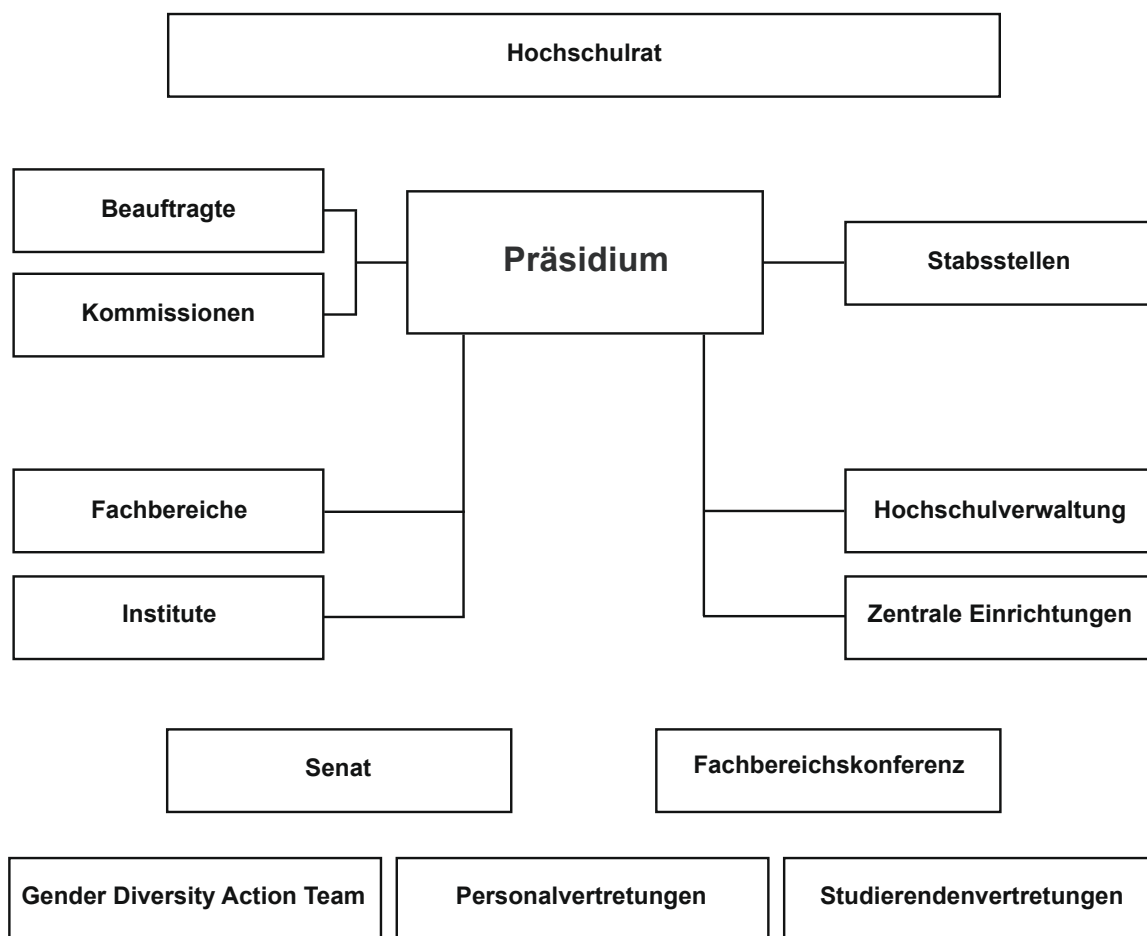 Hochschulrat
Beauftragte
Präsidium
Stabsstellen
Kommissionen
Fachbereiche
Hochschulverwaltung
Institute
Zentrale Einrichtungen
Senat
Fachbereichskonferenz
Gender Diversity Action Team
Personalvertretungen
Studierendenvertretungen